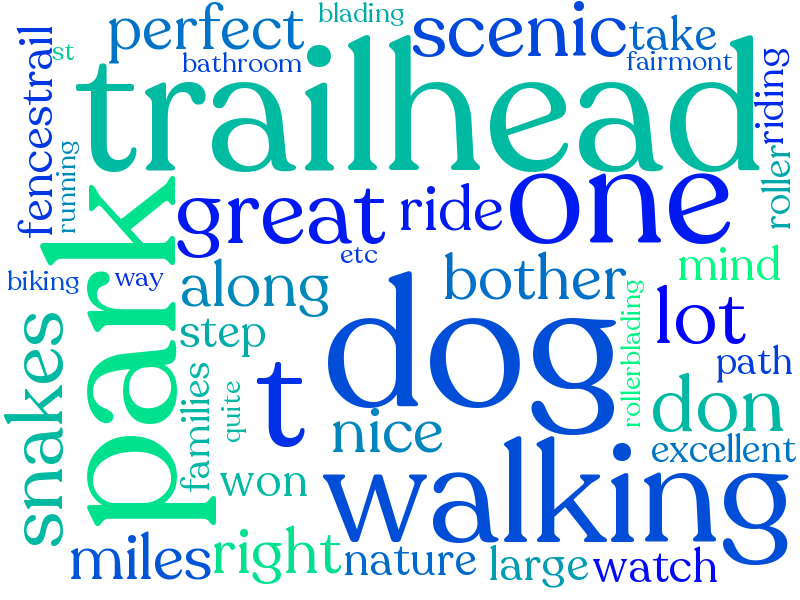 blading
perfect
scenic
take
st
bathroom
fairmont
fencestrail
trailhead
riding
running
roller
park
great
ride
one
etc
biking
way
along
bother
mind
step
dog
rollerblading
lot
snakes
path
families
quite
t
nice
don
excellent
won
walking
miles
right
nature
large
watch